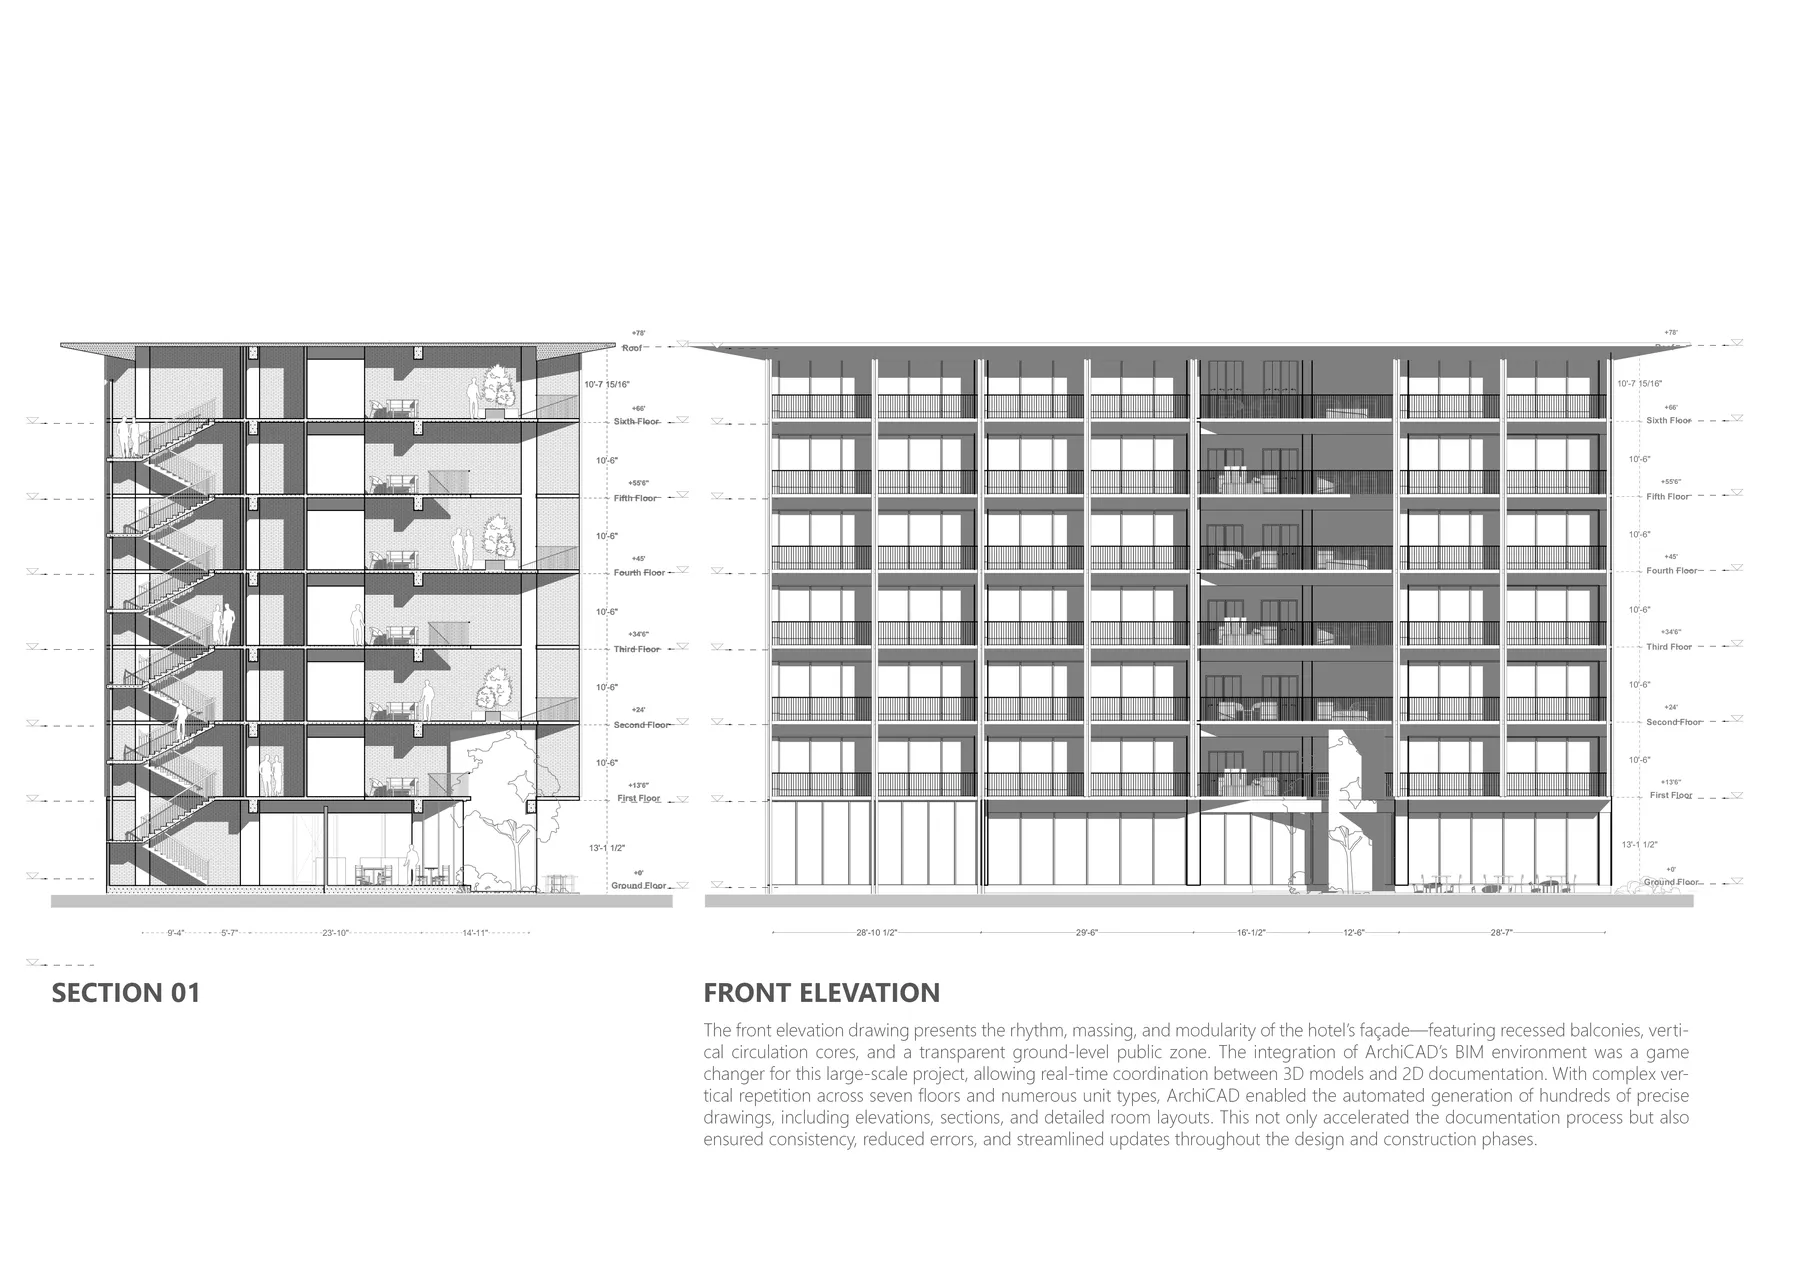 +78'
Roof
10'-7 15/16"
+66'
Sixth Floor
10'-6"
+55'6"
Fifth Floor
10'-6"
+45'
Fourth Floor
10'-6"
+34'6"
Third Floor
10'-6"
+24'
Second Floor
10'-6"
+13'6"
First Floor
13'-1 1/2"
+0'
Ground Floor
9'-4" 5'-7" 23'-10" 14'-11"
SECTION 01
+78'
10'-7 15/16"
+66'
Sixth Floor
10'-6"
+55'6"
Fifth Floor
10'-6"
+45'
Fourth Floor
10'-6"
+34'6"
Third Floor
10'-6"
+24'
Second Floor
10'-6"
+13'6"
First Floor
13'-1 1/2"
+0'
Ground Floor
28'-10 1/2" 29'-6" 16'-1/2" 12'-6" 28'-7"
FRONT ELEVATION
The front elevation drawing presents the rhythm, massing, and modularity of the hotel's façade—featuring recessed balconies, verti-
cal circulation cores, and a transparent ground-level public zone. The integration of ArchiCAD's BIM environment was a game
changer for this large-scale project, allowing real-time coordination between 3D models and 2D documentation. With complex ver-
tical repetition across seven floors and numerous unit types, ArchiCAD enabled the automated generation of hundreds of precise
drawings, including elevations, sections, and detailed room layouts. This not only accelerated the documentation process but also
ensured consistency, reduced errors, and streamlined updates throughout the design and construction phases.